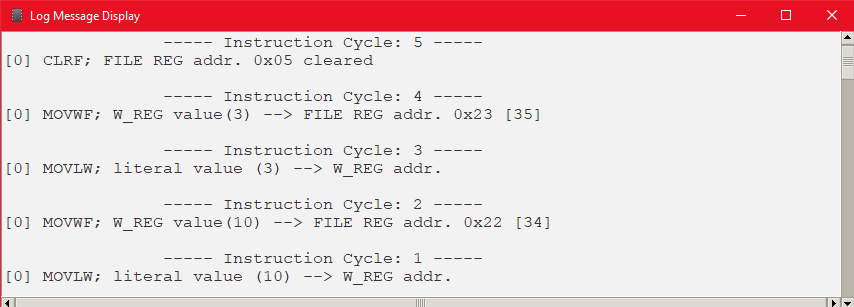 Log Message Display
----- Instruction Cycle: 5 -----
[0] CLRF; FILE REG addr. 0x05 cleared
----- Instruction Cycle: 4 -----
[0] MOVWF; W_REG value(3) --> FILE REG addr. 0x23 [35]
----- Instruction Cycle: 3 -----
[0] MOVLW; literal value (3) --> W_REG addr.
----- Instruction Cycle: 2 -----
[0] MOVWF; W_REG value(10) --> FILE REG addr. 0x22 [34]
----- Instruction Cycle: 1 -----
[0] MOVLW; literal value (10) --> W_REG addr.